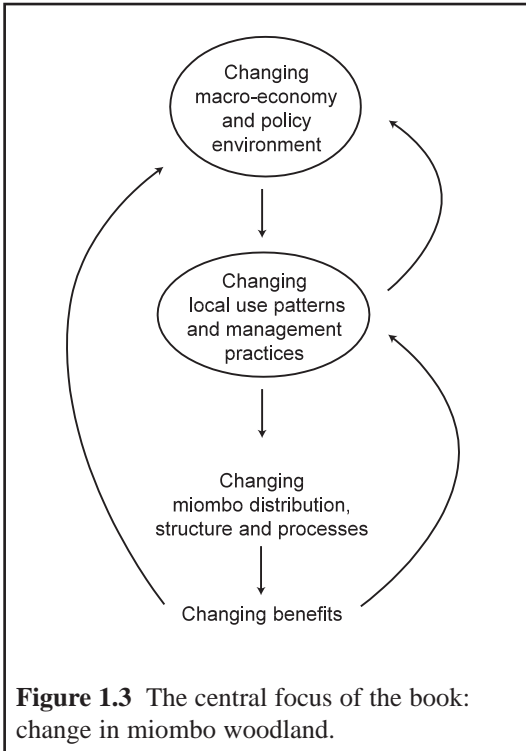 Changing
macro-economy
and policy
environment
Changing
local use patterns
and management
practices
Changing
miombo distribution,
structure and processes
Changing benefits
Figure 1.3 The central focus of the book:
change in miombo woodland.